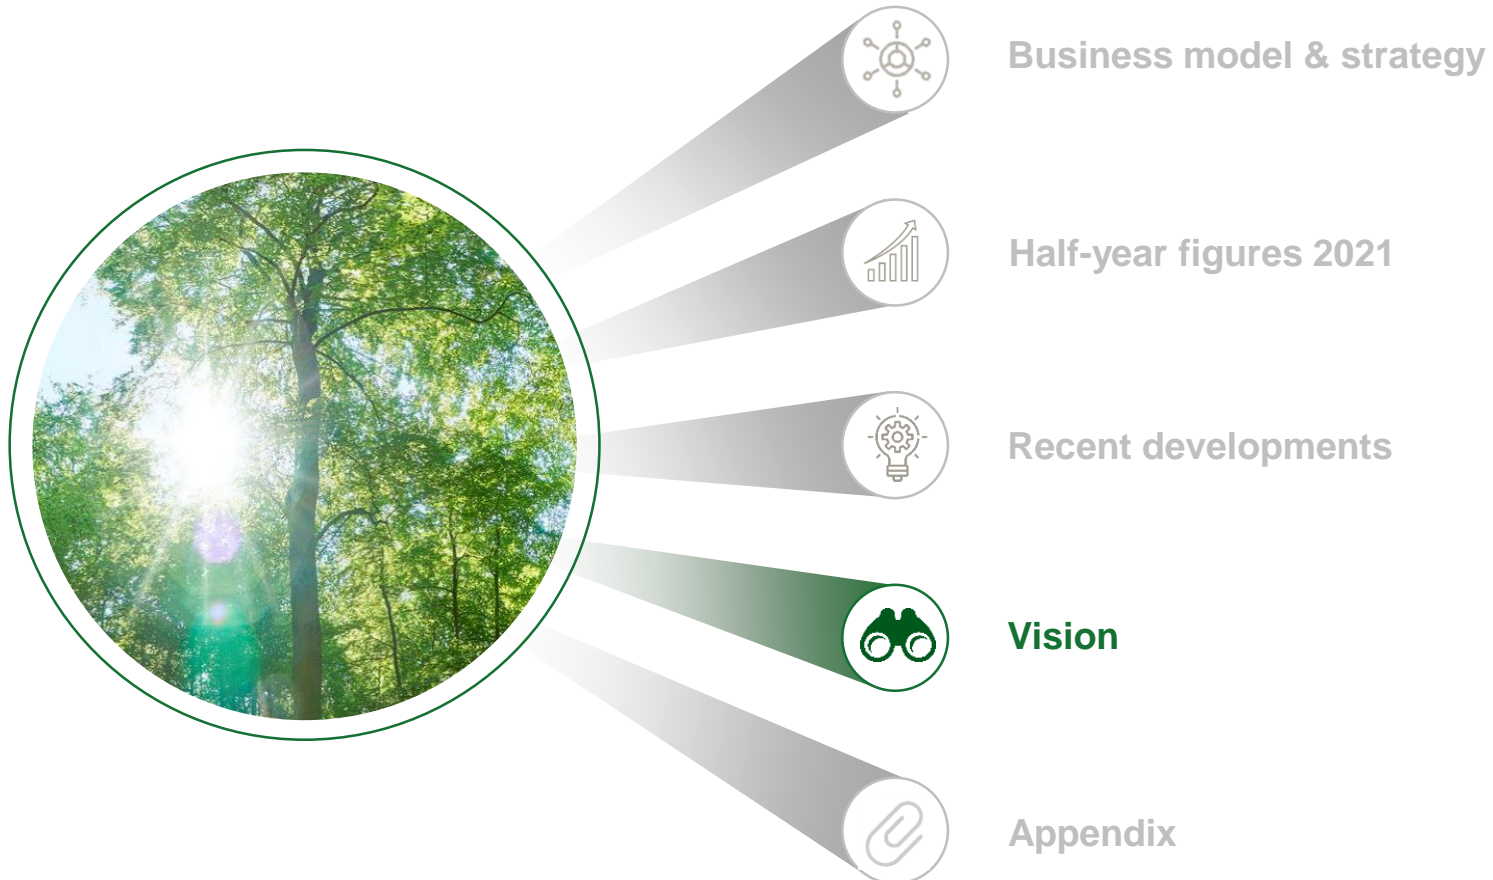 Business model & strategy
Half-year figures 2021
Recent developments
Vision
Appendix